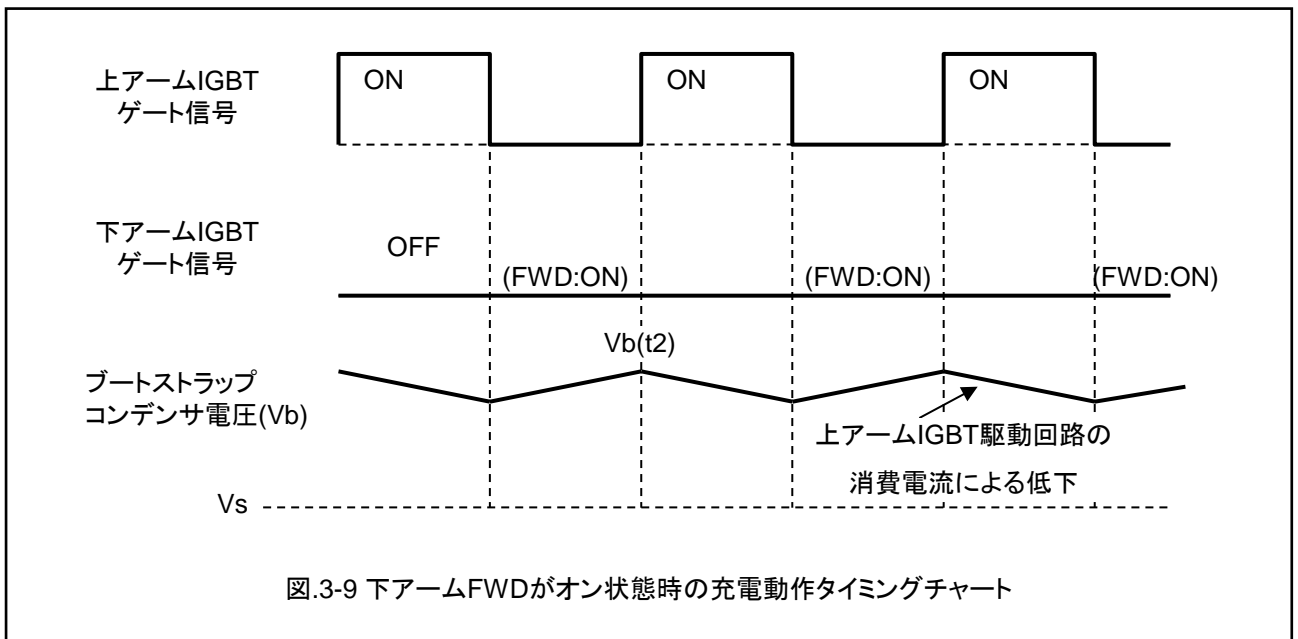 上アームIGBT
ゲート信号
ON
ON
ON
下アームIGBT
ゲート信号
OFF
(FWD:ON)
(FWD:ON)
(FWD:ON)
Vb(t2)
ブートストラップ
コンデンサ電圧(Vb)
上アームIGBT駆動回路の
消費電流による低下
Vs
図.3-9 下アームFWDがオン状態時の充電動作タイミングチャート